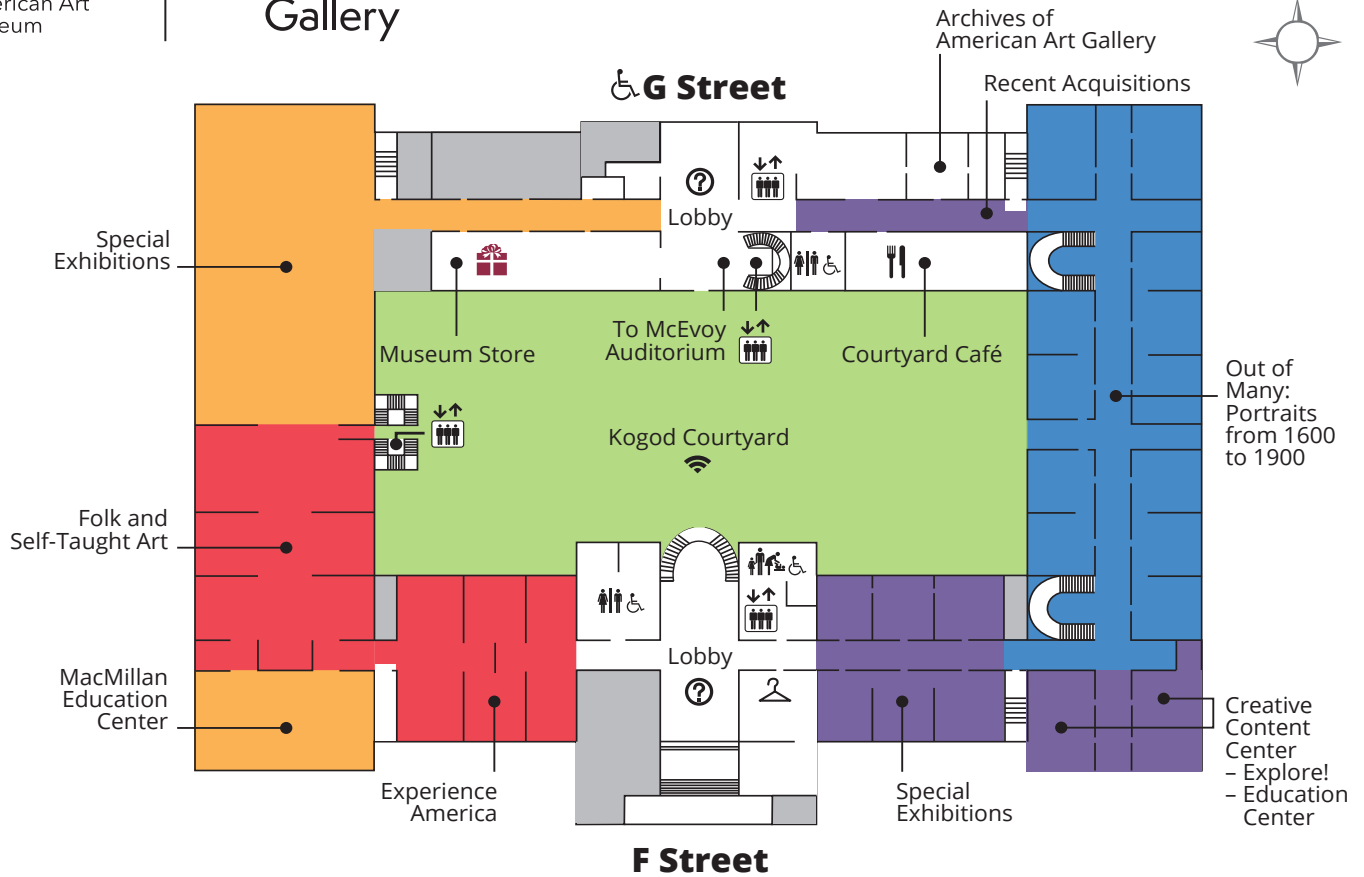 American Art
Museum
Gallery
Archives of
American Art Gallery
Recent Acquisitions
G Street
Lobby
Special
Exhibitions
Museum Store
To McEvoy
Auditorium
Courtyard Café
Out of
Many:
Portraits
from 1600
to 1900
Kogod Courtyard
Folk and
Self-Taught Art
MacMillan
Education
Center
Lobby
Creative
Content
Center
– Explore!
– Education
Center
Experience
America
Special
Exhibitions
F Street